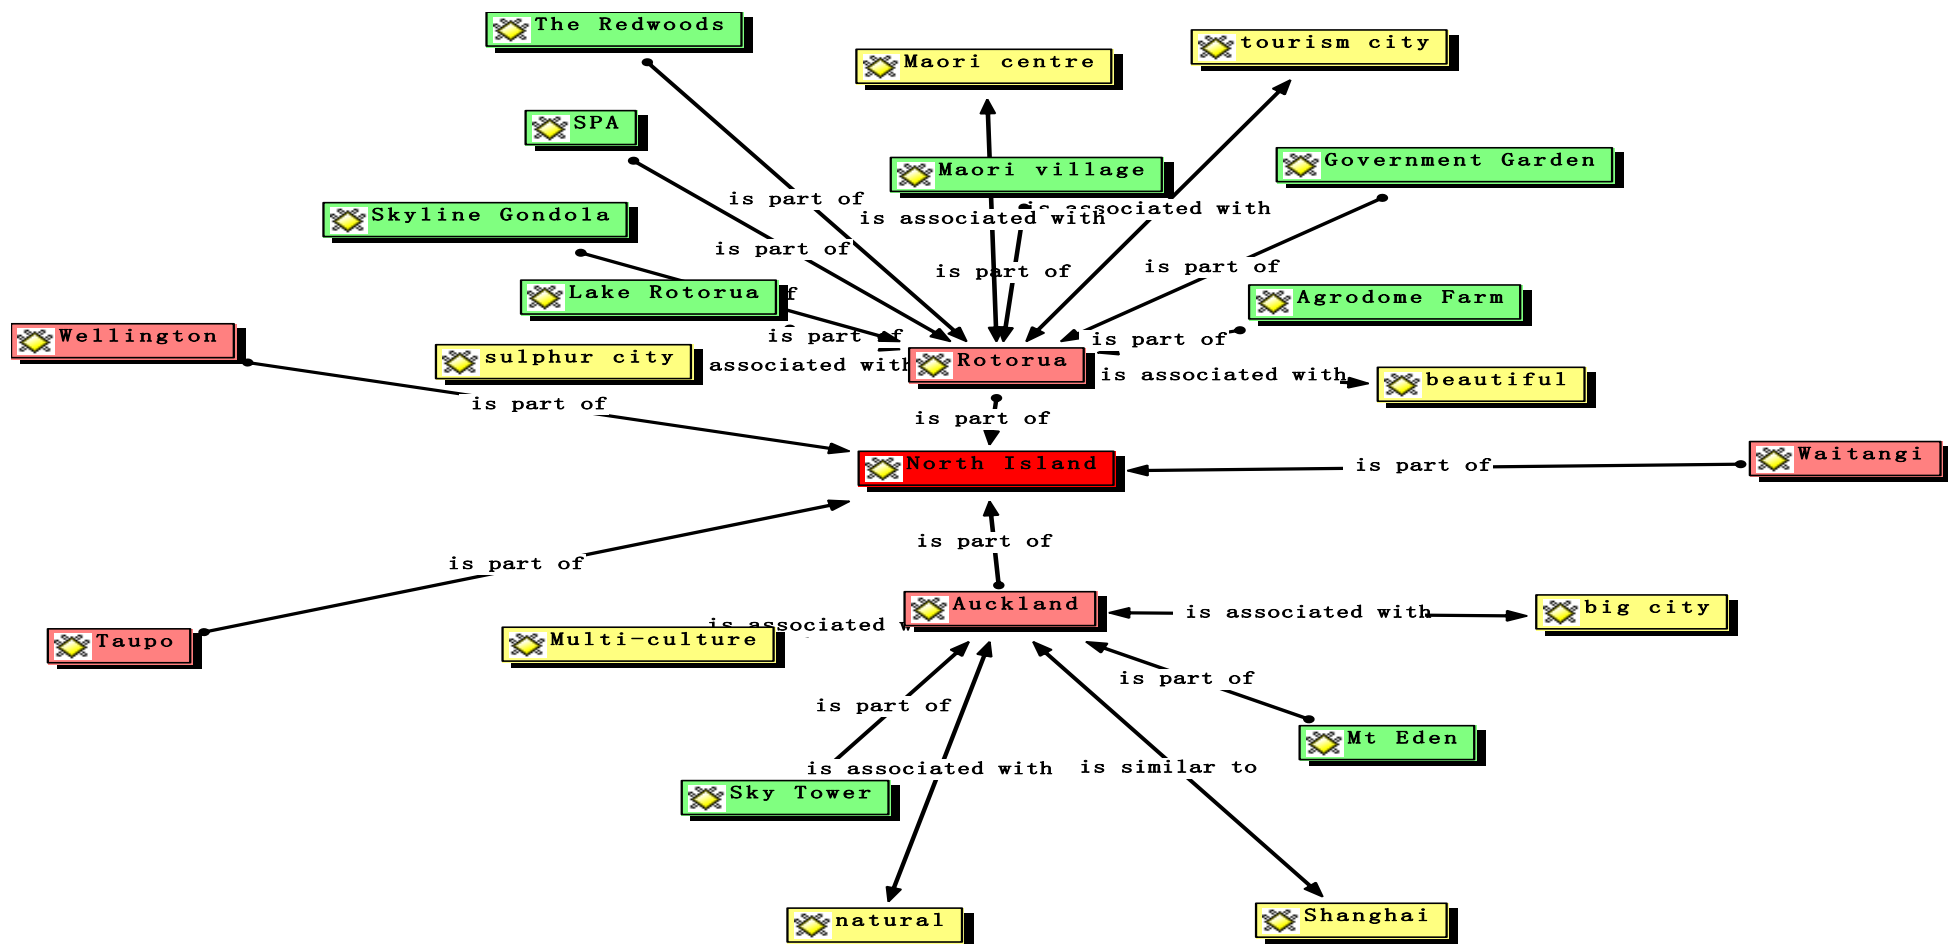 The Redwoods
Maori centre
tourism city
SPA
Maori village
Government Garden
is part of
Skyline Gondola
is associated with
is associated with
is part of
is part of
is part of
Lake Rotorua
Agrodome Farm
Wellington
is part of
is part of
sulphur city
associated with
Rotorua
is associated with
beautiful
is part of
is part of
North Island
is part of
Waitangi
is part of
is part of
Auckland
is associated with
big city
Taupo
Multi-culture
is associated w
is part of
is part of
Mt Eden
is associated with
is similar to
Sky Tower
natural
Shanghai